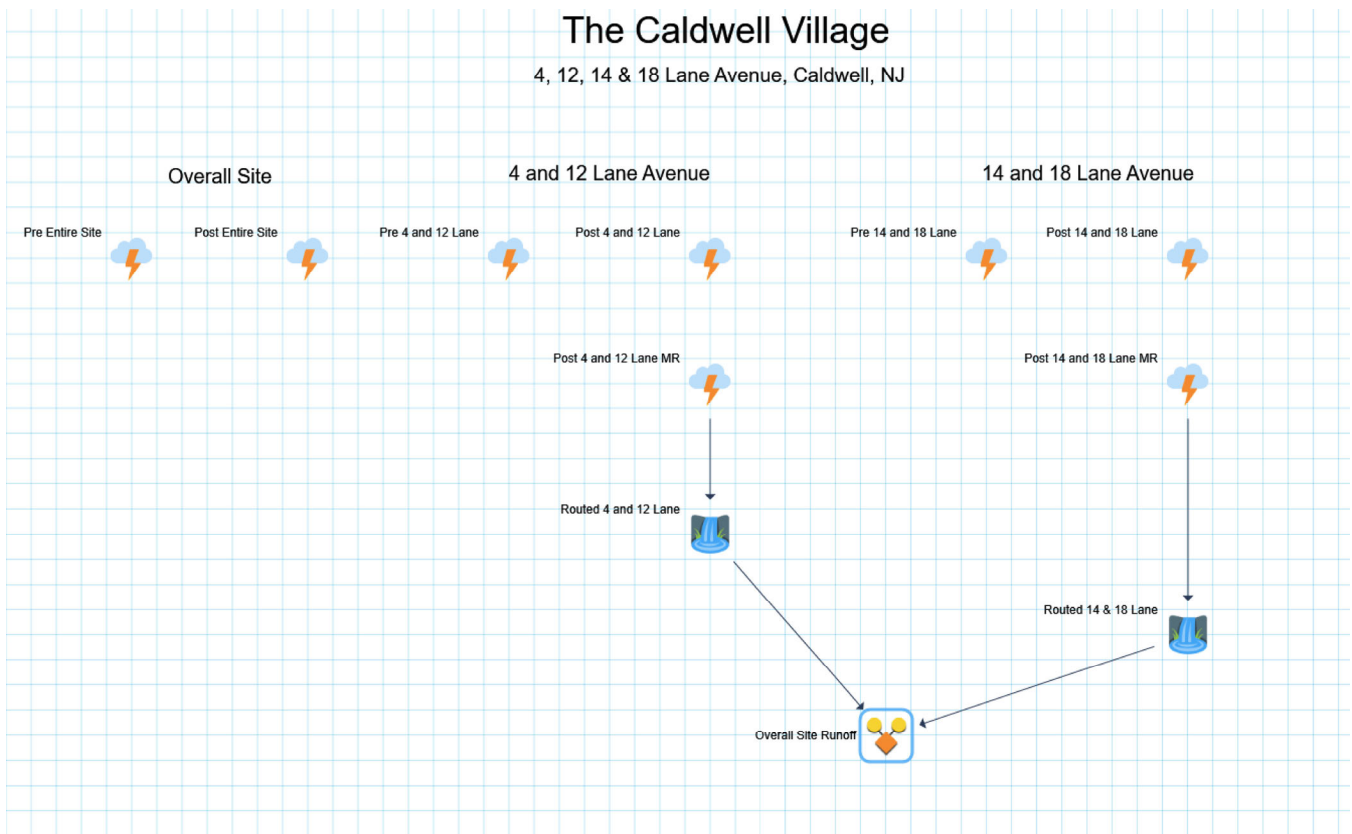 The Caldwell Village
4, 12, 14 & 18 Lane Avenue, Caldwell, NJ
Overall Site
4 and 12 Lane Avenue
14 and 18 Lane Avenue
Pre Entire Site
Post Entire Site
Pre 4 and 12 Lane
Post 4 and 12 Lane
Pre 14 and 18 Lane
Post 14 and 18 Lane
Post 4 and 12 Lane MR
Post 14 and 18 Lane MR
Routed 4 and 12 Lane
Routed 14 & 18 Lane
Overall Site Runoff